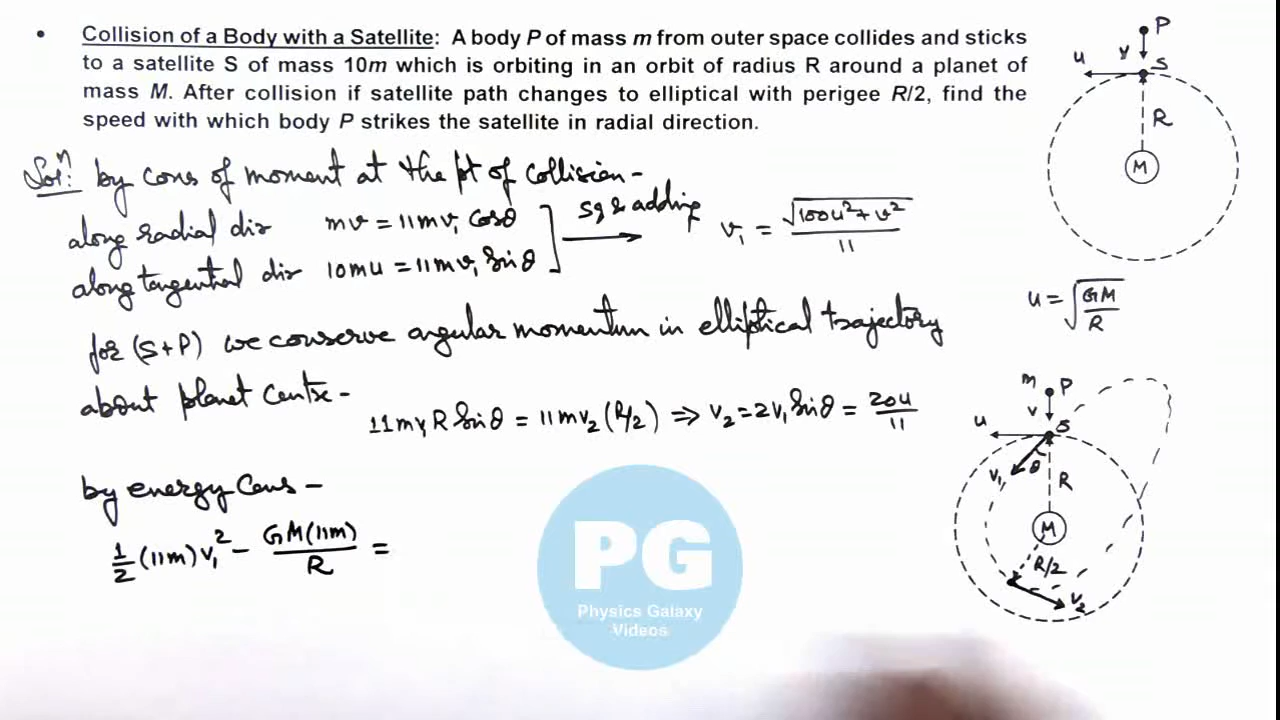 • Collision of a Body with a Satellite: A body P of mass m from outer space collides and sticks
to a satellite S of mass 10m which is orbiting in an orbit of radius R around a planet of
mass M. After collision if satellite path changes to elliptical with perigee R/2, find the
speed with which body P strikes the satellite in radial direction.
P
v
u
S
R
M
Solⁿ: by cons of moment at the pt of collision -
along radial dir mv = 11mv₁ cosθ
along tangential dir 10mu = 11mv₁ sinθ
sq & adding
v₁ = √(100u² + v²) / 11
u = √(GM/R)
for (S+P) we conserve angular momentum in elliptical trajectory
about planet centre -
11mv₁R sinθ = 11mv₂(R/2) ⇒ v₂ = 2v₁ sinθ = 20u/11
m P
v
u
S
v₁
θ
R
M
R/2
v₂
by energy cons -
1/2 (11m)v₁² - GM(11m)/R =
PG
Physics Galaxy
Videos